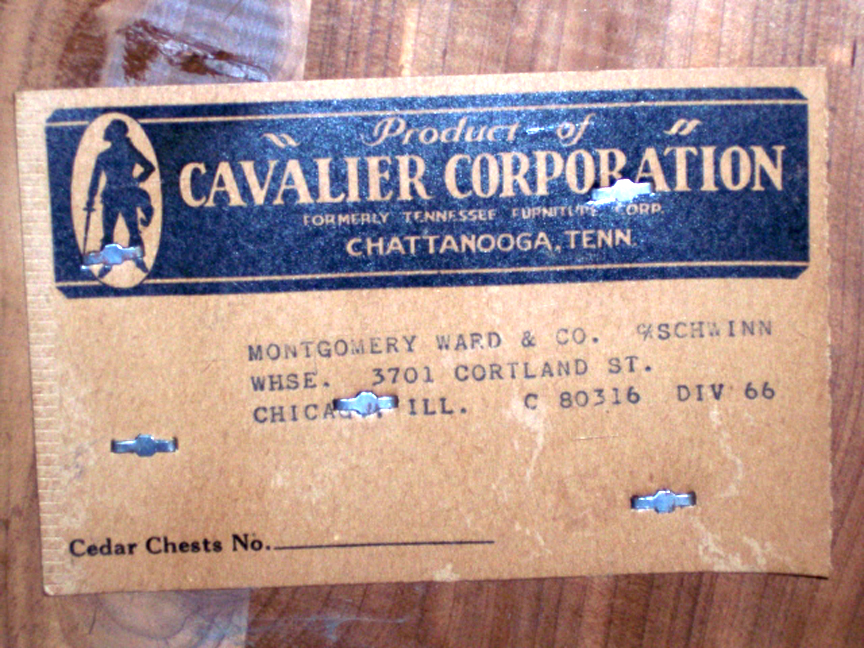 " Product of "
CAVALIER CORPORATION
FORMERLY TENNESSEE FURNITURE CORP.
CHATTANOOGA, TENN.
MONTGOMERY WARD & CO. % SCHWINN
WHSE. 3701 CORTLAND ST.
CHICAGO, ILL. C 80316 DIV 66
Cedar Chests No.